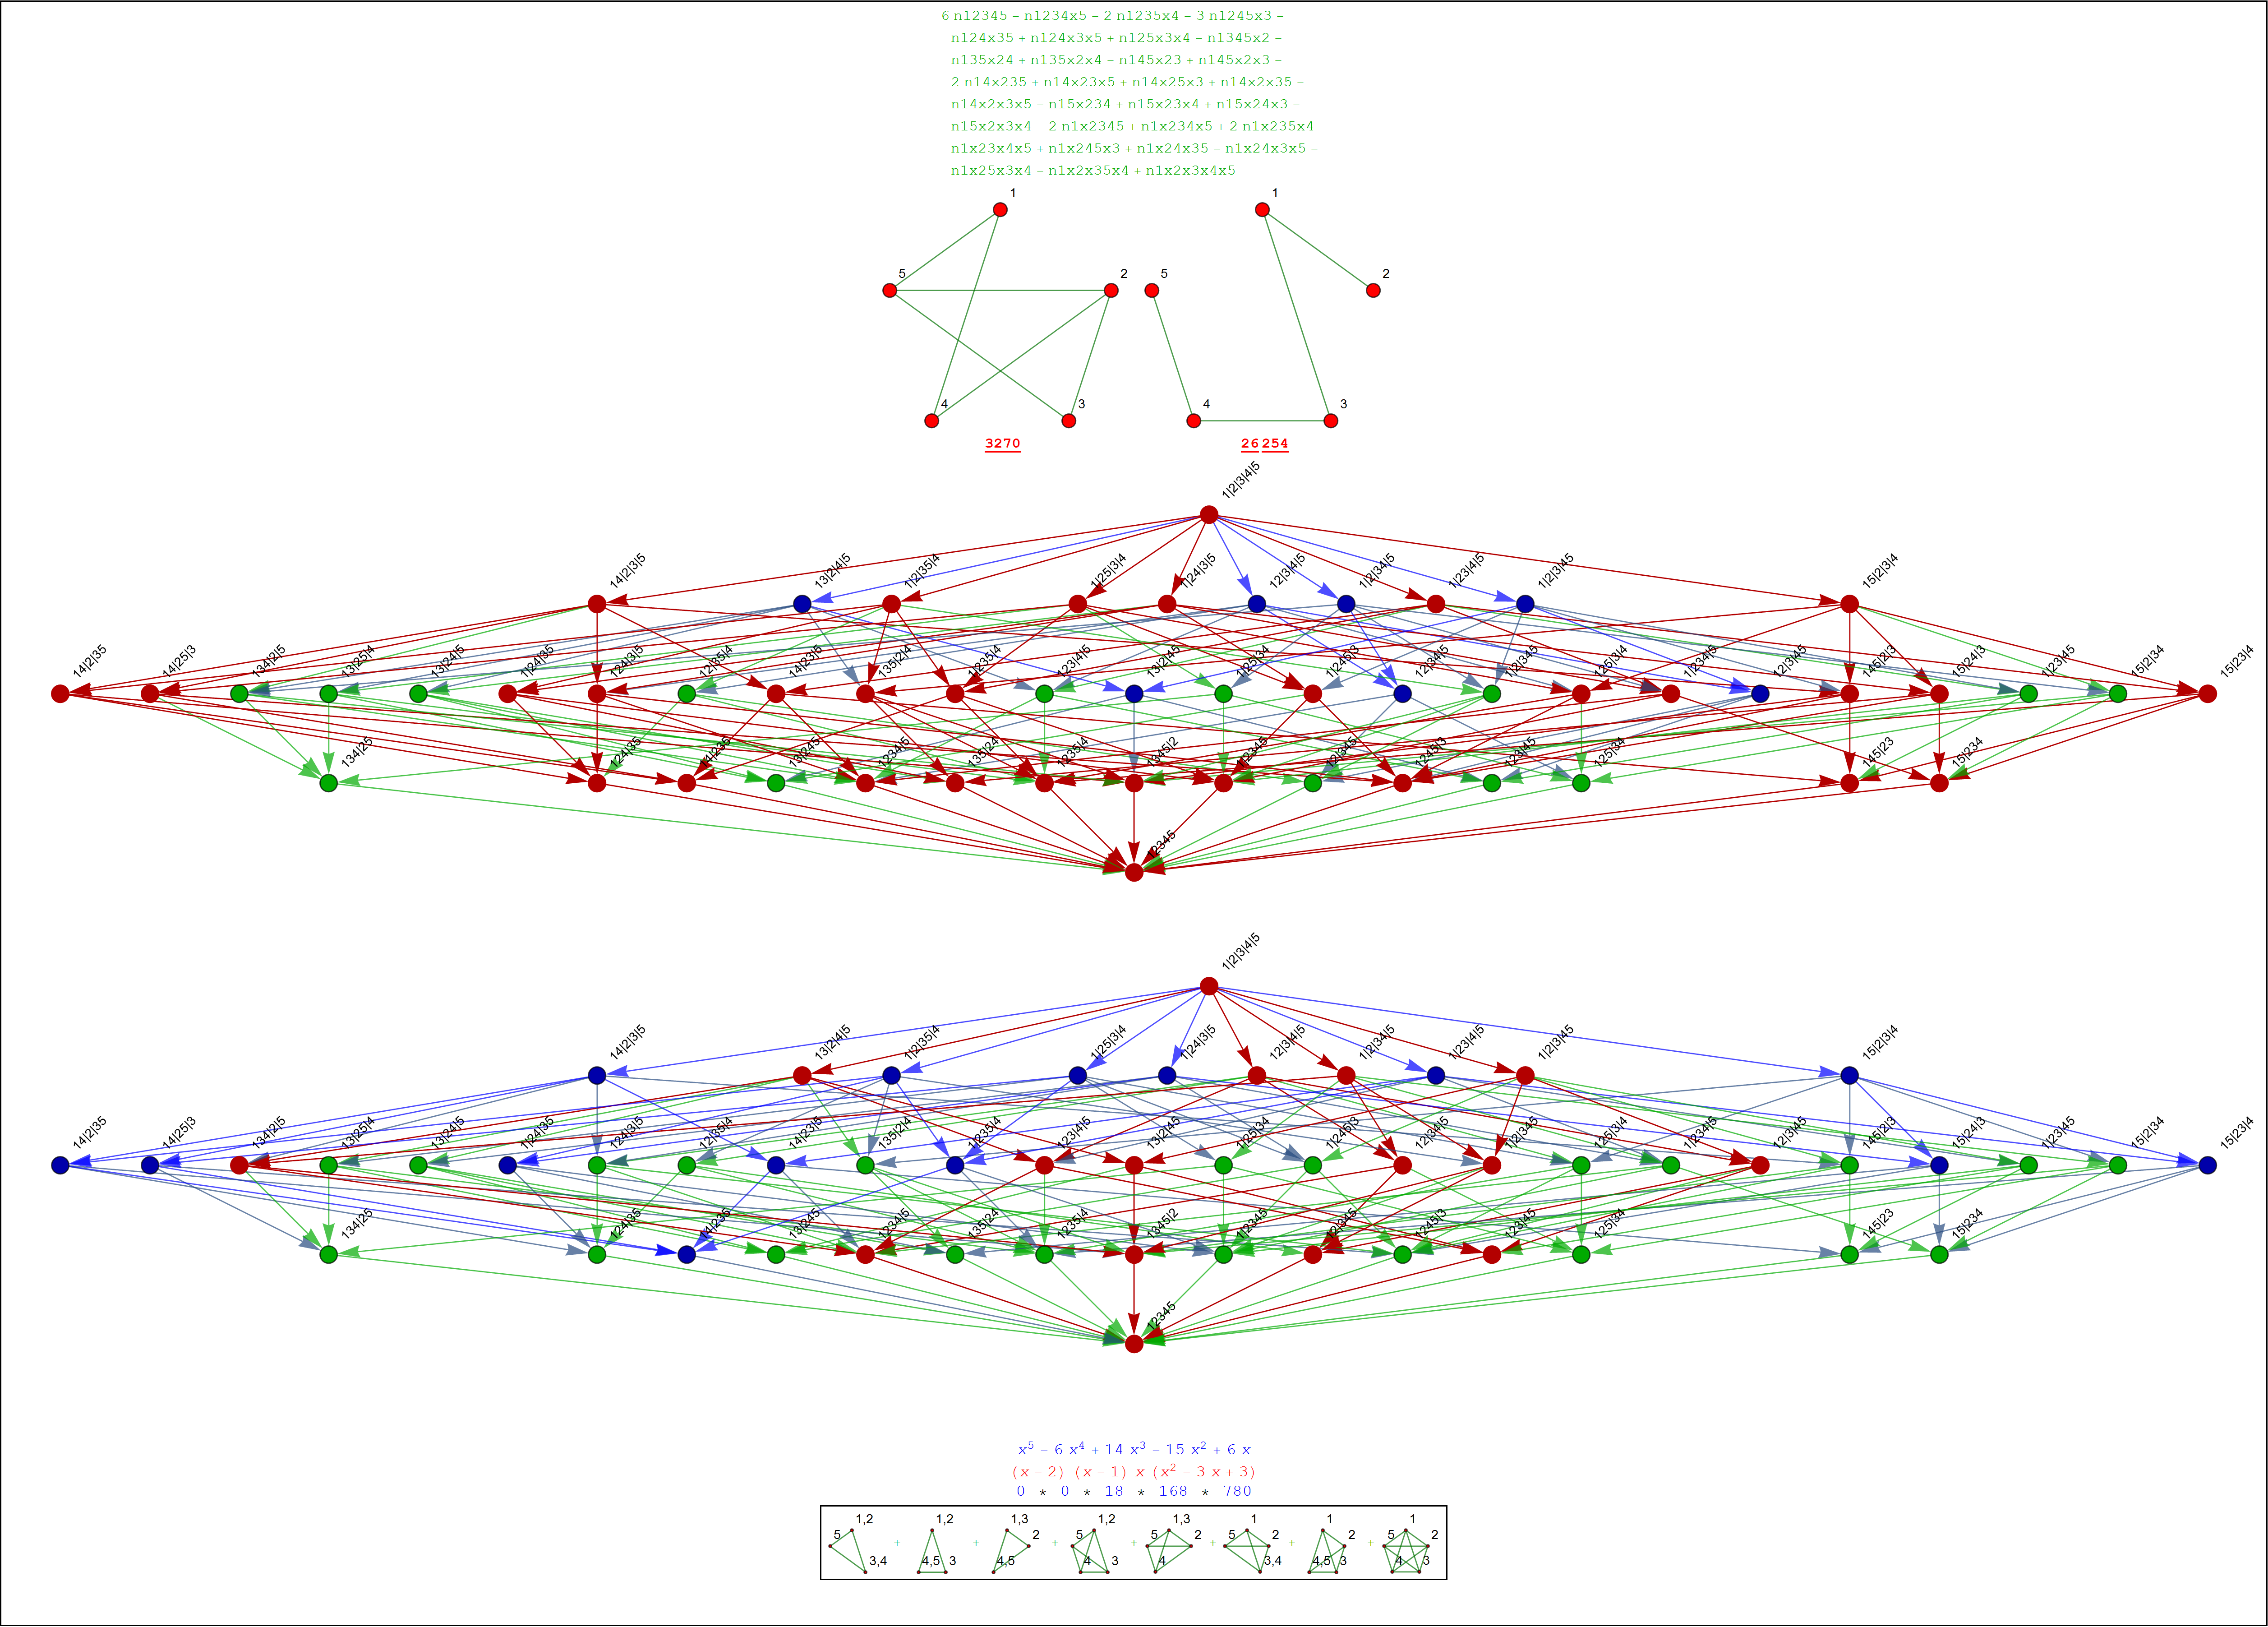 6 n12345 – n1234x5 – 2 n1235x4 – 3 n1245x3 –
n124x35 + n124x3x5 + n125x3x4 – n1345x2 –
n135x24 + n135x2x4 – n145x23 + n145x2x3 –
2 n14x235 + n14x23x5 + n14x25x3 + n14x2x35 –
n14x2x3x5 – n15x234 + n15x23x4 + n15x24x3 –
n15x2x3x4 – 2 n1x2345 + n1x234x5 + 2 n1x235x4 –
n1x23x4x5 + n1x245x3 + n1x24x35 – n1x24x3x5 –
n1x25x3x4 – n1x2x35x4 + n1x2x3x4x5
1 1
5 2 5 2
4 3 4 3
3270 26 254
1|2|3|4|5
14|2|3|5 13|2|4|5 1|2|35|4 1|25|3|4 1|24|3|5 12|3|4|5 1|2|34|5 1|23|4|5 1|2|3|45 15|2|3|4
14|2|35 14|25|3 134|2|5 13|25|4 13|24|5 1|24|35 124|3|5 12|35|4 14|23|5 135|2|4 1|235|4 123|4|5 13|2|45 1|25|34 1|245|3 12|34|5 1|2|345 125|3|4 1|234|5 12|3|45 145|2|3 15|24|3 1|23|45 15|2|34 15|23|4
134|25 124|35 14|235 13|245 1234|5 135|24 1235|4 1345|2 1|2345 12|345 1245|3 123|45 125|34 145|23 15|234
12345
1|2|3|4|5
14|2|3|5 13|2|4|5 1|2|35|4 1|25|3|4 1|24|3|5 12|3|4|5 1|2|34|5 1|23|4|5 1|2|3|45 15|2|3|4
14|2|35 14|25|3 134|2|5 13|25|4 13|24|5 1|24|35 124|3|5 12|35|4 14|23|5 135|2|4 1|235|4 123|4|5 13|2|45 1|25|34 1|245|3 12|34|5 1|2|345 125|3|4 1|234|5 12|3|45 145|2|3 15|24|3 1|23|45 15|2|34 15|23|4
134|25 124|35 14|235 13|245 1234|5 135|24 1235|4 1345|2 1|2345 12|345 1245|3 123|45 125|34 145|23 15|234
12345
x⁵ – 6 x⁴ + 14 x³ – 15 x² + 6 x
(x – 2) (x – 1) x (x² – 3 x + 3)
0 * 0 * 18 * 168 * 780
1,2 1,2 1,3 1,2 1,3 1 1 1
5 2 5 5 2 5 2 2 5 2
+ + + + + + +
3,4 4,5 3 4,5 4 3 4 3,4 4,5 3 4 3